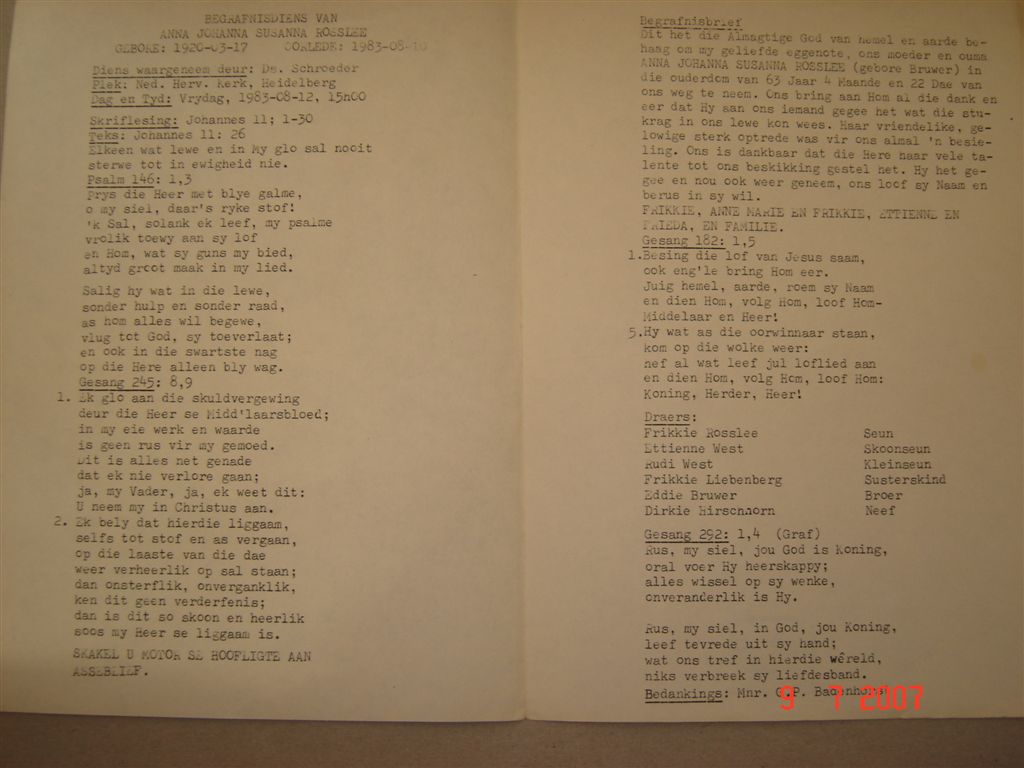 BEGRAFNISDIENS VAN
ANNA JOHANNA SUSANNA ROSSLEE
GEBORE: 1920-03-17 OORLEDE: 1983-08-
Diens waargeneem deur: Ds. Schroeder
Plek: Ned. Herv. Kerk, Heidelberg
Dag en Tyd: Vrydag, 1983-08-12, 15h00
Skriflesing: Johannes 11; 1-30
Teks: Johannes 11: 26
Elkeen wat lewe en in My glo sal nooit
sterwe tot in ewigheid nie.
Psalm 146: 1,3
Prys die Heer met blye galme,
o my siel, daar's ryke stof!
'k Sal, solank ek leef, my psalme
vrolik toewy aan sy lof
en Hom, wat sy guns my bied,
altyd groot maak in my lied.
Salig hy wat in die lewe,
sonder hulp en sonder raad,
as hom alles wil begewe,
vlug tot God, sy toeverlaat;
en ook in die swartste nag
op die Here alleen bly wag.
Gesang 245: 8,9
1. Ek glo aan die skuldvergewing
deur die Heer se Midd'laarsbloed;
in my eie werk en waarde
is geen rus vir my gemoed.
Dit is alles net genade
dat ek nie verlore gaan;
ja, my Vader, ja, ek weet dit:
U neem my in Christus aan.
2. Ek bely dat hierdie liggaam,
selfs tot stof en as vergaan,
op die laaste van die dae
weer verheerlik op sal staan;
dan onsterflik, onverganklik,
ken dit geen verderfenis;
dan is dit so skoon en heerlik
soos my Heer se liggaam is.
SKAKEL U MOTOR SE HOOFLIGTE AAN
ASSEBLIEF.
Begrafnisbrief
Dit het die Almagtige God van hemel en aarde be-
haag om my geliefde eggenote, ons moeder en ouma
ANNA JOHANNA SUSANNA ROSSLEE (gebore Bruwer) in
die ouderdom van 63 Jaar 4 Maande en 22 Dae van
ons weg te neem. Ons bring aan Hom al die dank en
eer dat Hy aan ons iemand gegee het wat die stu-
krag in ons lewe kon wees. Haar vriendelike, ge-
lowige sterk optrede was vir ons almal 'n besie-
ling. Ons is dankbaar dat die Here haar vele ta-
lente tot ons beskikking gestel het. Hy het ge-
gee en nou ook weer geneem, ons loof sy Naam en
berus in sy wil.
FRIKKIE, ANNE MARIE EN FRIKKIE, ETTIENNE EN
FRIEDA, EN FAMILIE.
Gesang 182: 1,5
1. Besing die lof van Jesus saam,
ook eng'le bring Hom eer.
Juig hemel, aarde, roem sy Naam
en dien Hom, volg Hom, loof Hom-
Middelaar en Heer!
5. Hy wat as die oorwinnaar staan,
kom op die wolke weer:
hef al wat leef jul loflied aan
en dien Hom, volg Hom, loof Hom:
Koning, Herder, Heer!
Draers:
Frikkie Rosslee Seun
Ettienne West Skoonseun
Rudi West Kleinseun
Frikkie Liebenberg Susterskind
Eddie Bruwer Broer
Dirkie Hirschhorn Neef
Gesang 292: 1,4 (Graf)
Rus, my siel, jou God is Koning,
oral voer Hy heerskappy;
alles wissel op sy wenke,
onveranderlik is Hy.
Rus, my siel, in God, jou Koning,
leef tevrede uit sy hand;
wat ons tref in hierdie wêreld,
niks verbreek sy liefdesband.
Bedankings: Mnr. G.P. Badenhorst
9 7 2007